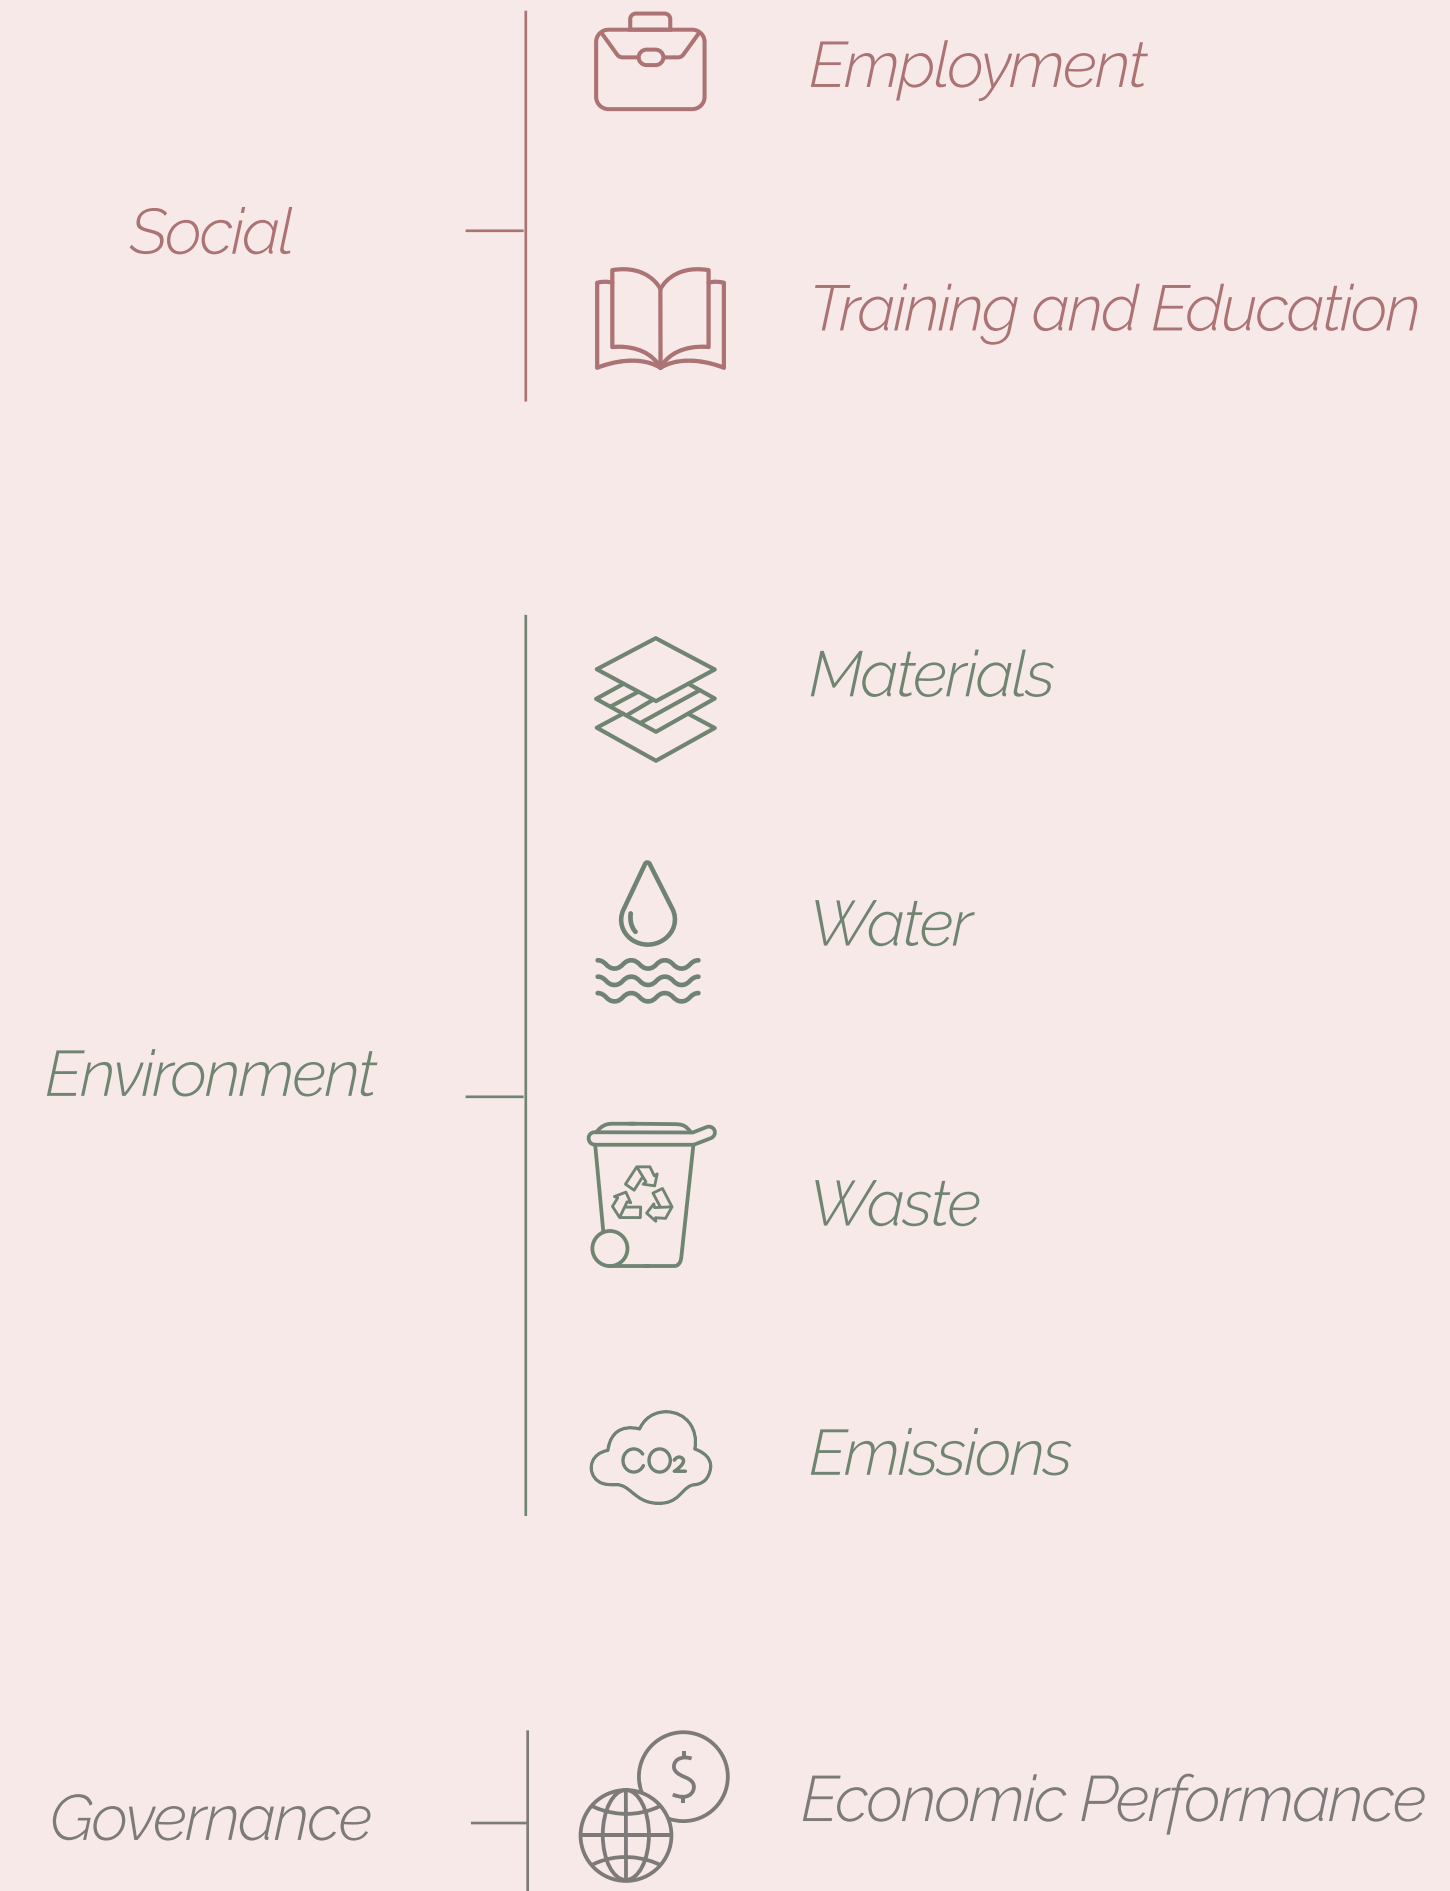 Employment
Social
Training and Education
Materials
Water
Environment
Waste
CO₂
Emissions
$
Economic Performance
Governance